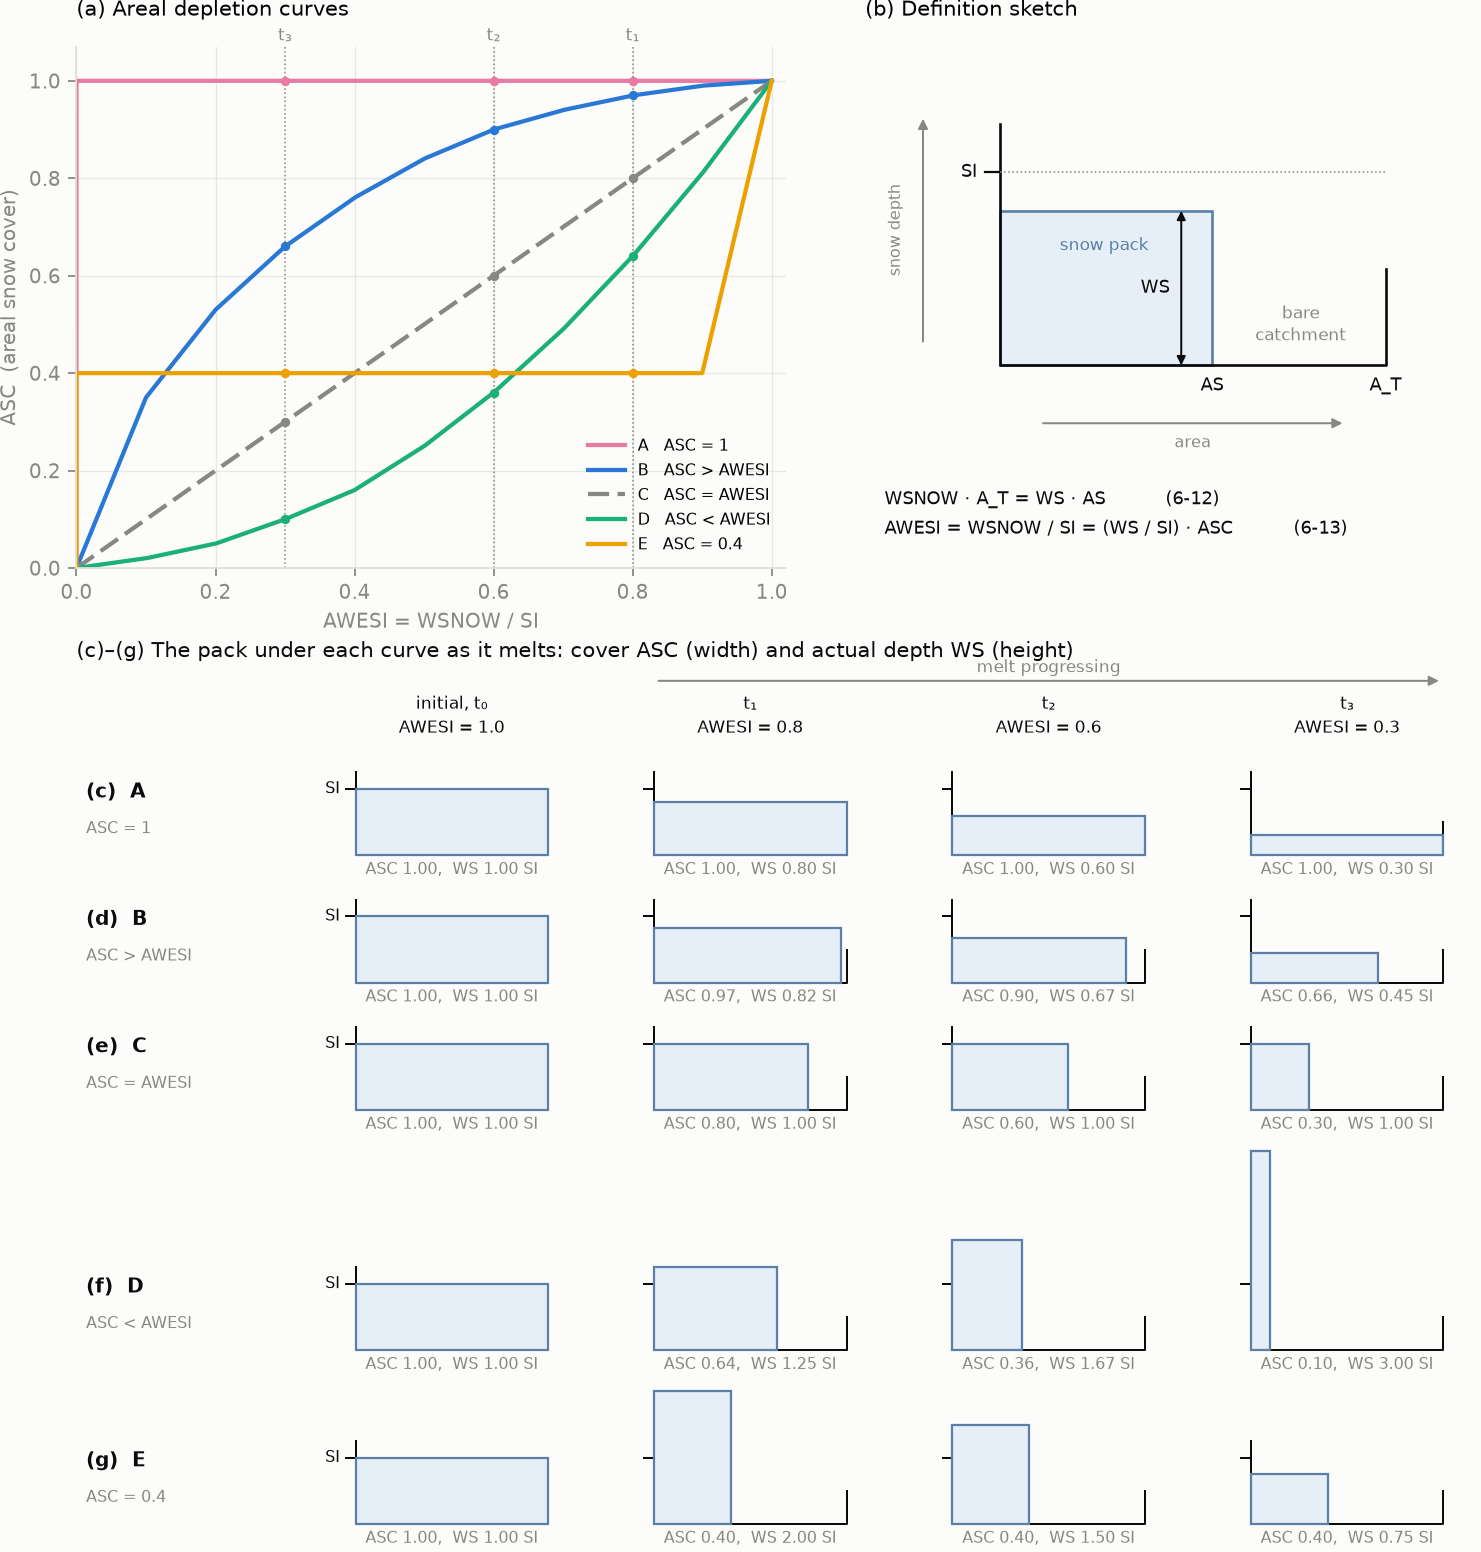 (a) Areal depletion curves
t₃ t₂ t₁
1.0
0.8
0.6
0.4
0.2
0.0
ASC (areal snow cover)
0.0 0.2 0.4 0.6 0.8 1.0
AWESI = WSNOW / SI
A ASC = 1
B ASC > AWESI
C ASC = AWESI
D ASC < AWESI
E ASC = 0.4
(b) Definition sketch
snow depth
SI
snow pack
WS
bare
catchment
AS A_T
area
WSNOW · A_T = WS · AS (6-12)
AWESI = WSNOW / SI = (WS / SI) · ASC (6-13)
(c)–(g) The pack under each curve as it melts: cover ASC (width) and actual depth WS (height)
melt progressing
initial, t₀ t₁ t₂ t₃
AWESI = 1.0 AWESI = 0.8 AWESI = 0.6 AWESI = 0.3
(c) A SI
ASC = 1
ASC 1.00, WS 1.00 SI ASC 1.00, WS 0.80 SI ASC 1.00, WS 0.60 SI ASC 1.00, WS 0.30 SI
(d) B SI
ASC > AWESI
ASC 1.00, WS 1.00 SI ASC 0.97, WS 0.82 SI ASC 0.90, WS 0.67 SI ASC 0.66, WS 0.45 SI
(e) C SI
ASC = AWESI
ASC 1.00, WS 1.00 SI ASC 0.80, WS 1.00 SI ASC 0.60, WS 1.00 SI ASC 0.30, WS 1.00 SI
(f) D SI
ASC < AWESI
ASC 1.00, WS 1.00 SI ASC 0.64, WS 1.25 SI ASC 0.36, WS 1.67 SI ASC 0.10, WS 3.00 SI
(g) E SI
ASC = 0.4
ASC 1.00, WS 1.00 SI ASC 0.40, WS 2.00 SI ASC 0.40, WS 1.50 SI ASC 0.40, WS 0.75 SI